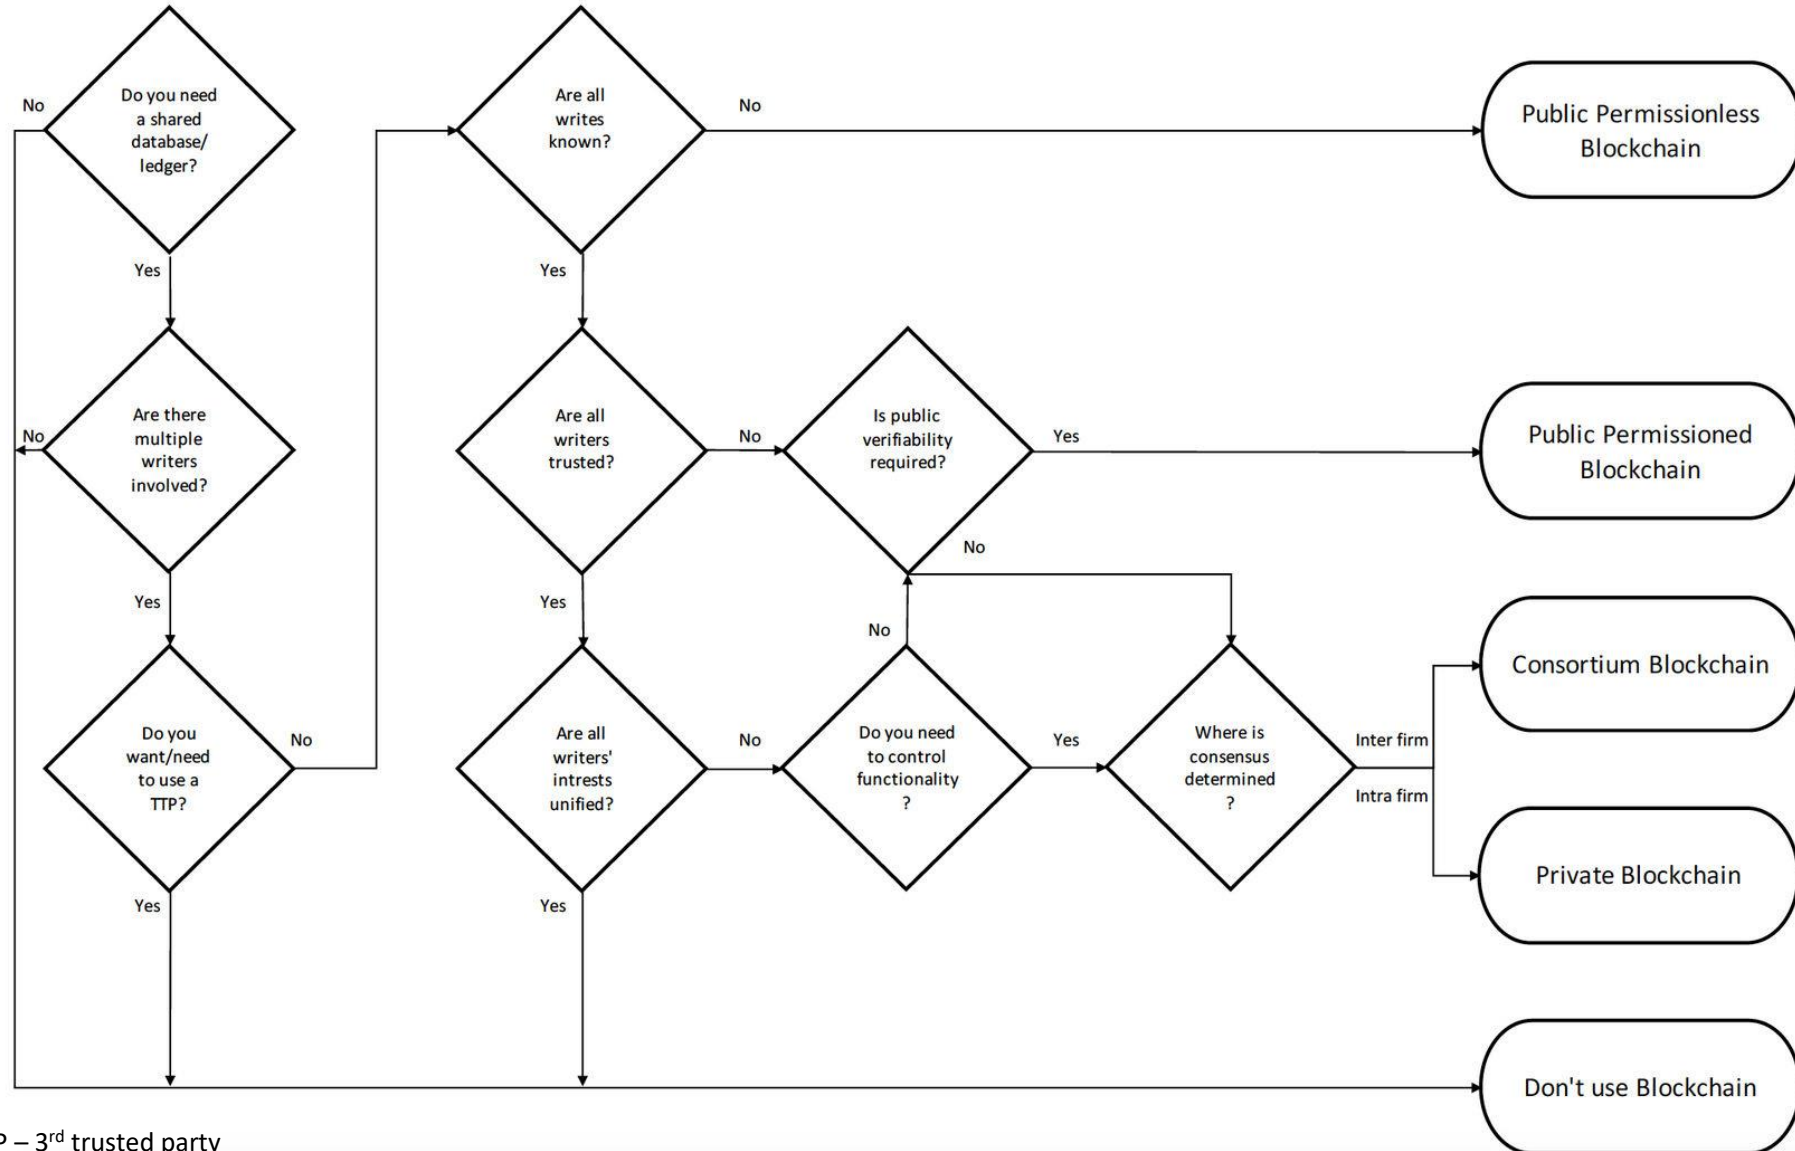 Do you need
a shared
database/
ledger?
No
Yes
Are all
writes
known?
No
Yes
Public Permissionless
Blockchain
Are there
multiple
writers
involved?
No
Yes
Are all
writers
trusted?
No
Yes
Is public
verifiability
required?
Yes
No
Public Permissioned
Blockchain
Do you
want/need
to use a
TTP?
No
Yes
Are all
writers'
intrests
unified?
No
Yes
Do you need
to control
functionality
?
No
Yes
Where is
consensus
determined
?
Inter firm
Intra firm
Consortium Blockchain
Private Blockchain
Don't use Blockchain
P – 3rd trusted party